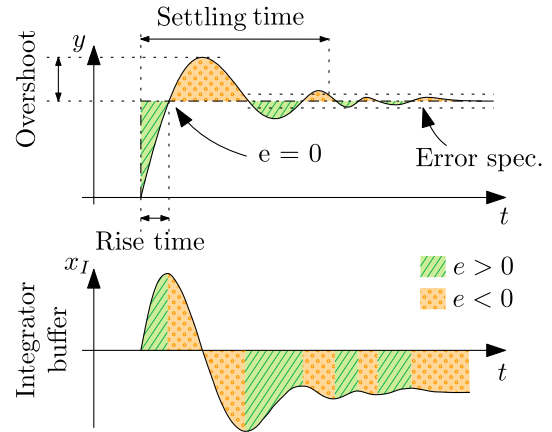 Settling time
y
Overshoot
e = 0
Error spec.
t
Rise time
x_I
e > 0
e < 0
Integrator
buffer
t